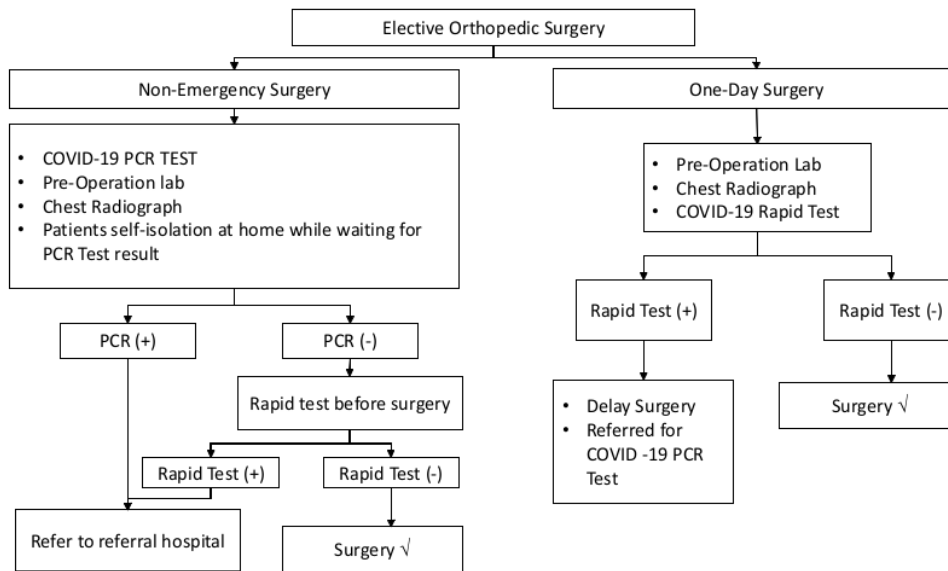 Elective Orthopedic Surgery
Non-Emergency Surgery
One-Day Surgery
• COVID-19 PCR TEST
• Pre-Operation lab
• Chest Radiograph
• Patients self-isolation at home while waiting for
PCR Test result
• Pre-Operation Lab
• Chest Radiograph
• COVID-19 Rapid Test
PCR (+)
PCR (-)
Rapid Test (+)
Rapid Test (-)
Rapid test before surgery
• Delay Surgery
• Referred for
COVID -19 PCR
Test
Surgery √
Rapid Test (+)
Rapid Test (-)
Refer to referral hospital
Surgery √